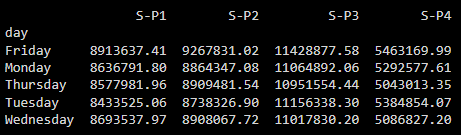 S-P1 S-P2 S-P3 S-P4
day
Friday 8913637.41 9267831.02 11428877.58 5463169.99
Monday 8636791.80 8864347.08 11064892.06 5292577.61
Thursday 8577981.96 8909481.54 10951554.44 5043013.35
Tuesday 8433525.06 8738326.90 11156338.30 5384854.07
Wednesday 8693537.97 8908067.72 11017830.20 5086827.20